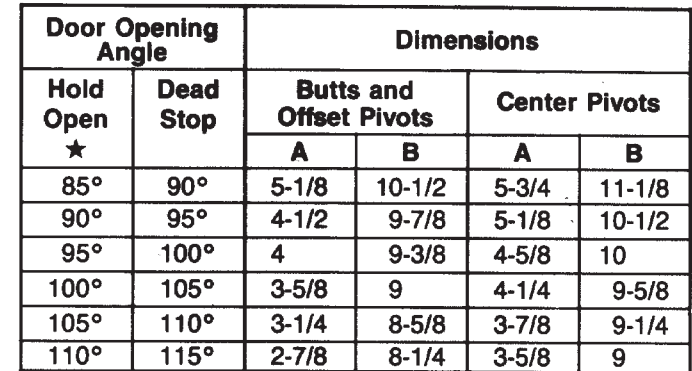 Door Opening Angle Dimensions
Hold Open ★ Dead Stop Butts and Offset Pivots Center Pivots
A B A B
85° 90° 5-1/8 10-1/2 5-3/4 11-1/8
90° 95° 4-1/2 9-7/8 5-1/8 10-1/2
95° 100° 4 9-3/8 4-5/8 10
100° 105° 3-5/8 9 4-1/4 9-5/8
105° 110° 3-1/4 8-5/8 3-7/8 9-1/4
110° 115° 2-7/8 8-1/4 3-5/8 9